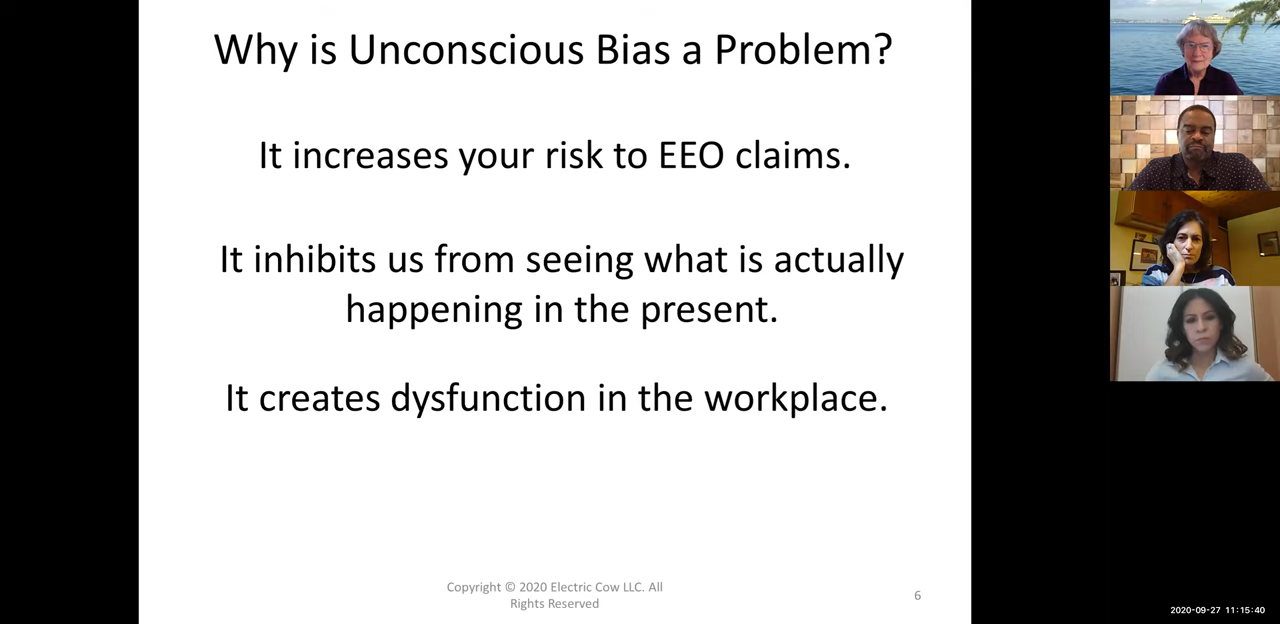 Why is Unconscious Bias a Problem?
It increases your risk to EEO claims.
It inhibits us from seeing what is actually
happening in the present.
It creates dysfunction in the workplace.
Copyright © 2020 Electric Cow LLC. All
Rights Reserved
6
2020-09-27 11:15:40